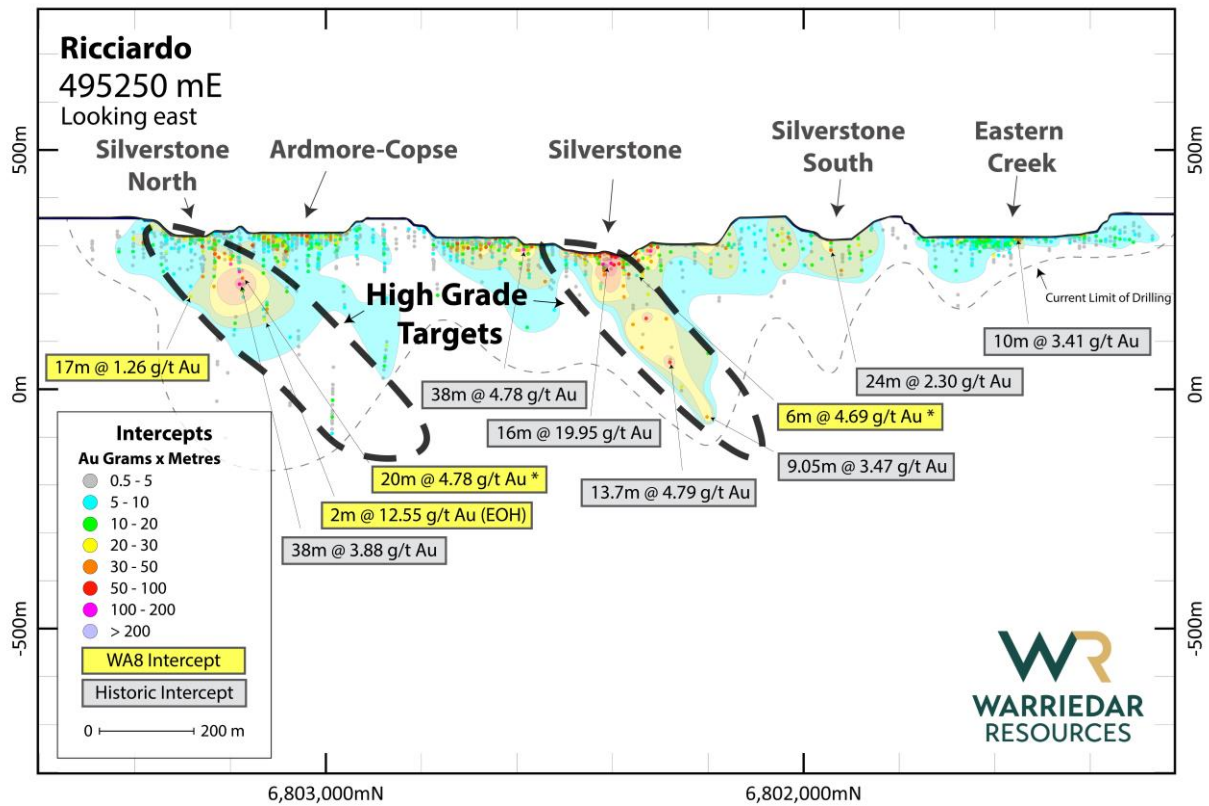 Ricciardo
495250 mE
Looking east
Silverstone
North
Ardmore-Copse
Silverstone
Silverstone
South
Eastern
Creek
500m
0m
-500m
500m
0m
-500m
High Grade
Targets
Current Limit of Drilling
17m @ 1.26 g/t Au
38m @ 4.78 g/t Au
16m @ 19.95 g/t Au
10m @ 3.41 g/t Au
24m @ 2.30 g/t Au
6m @ 4.69 g/t Au *
9.05m @ 3.47 g/t Au
13.7m @ 4.79 g/t Au
20m @ 4.78 g/t Au *
2m @ 12.55 g/t Au (EOH)
38m @ 3.88 g/t Au
Intercepts
Au Grams x Metres
0.5 - 5
5 - 10
10 - 20
20 - 30
30 - 50
50 - 100
100 - 200
> 200
WA8 Intercept
Historic Intercept
0 200 m
WR
WARRIEDAR
RESOURCES
6,803,000mN
6,802,000mN